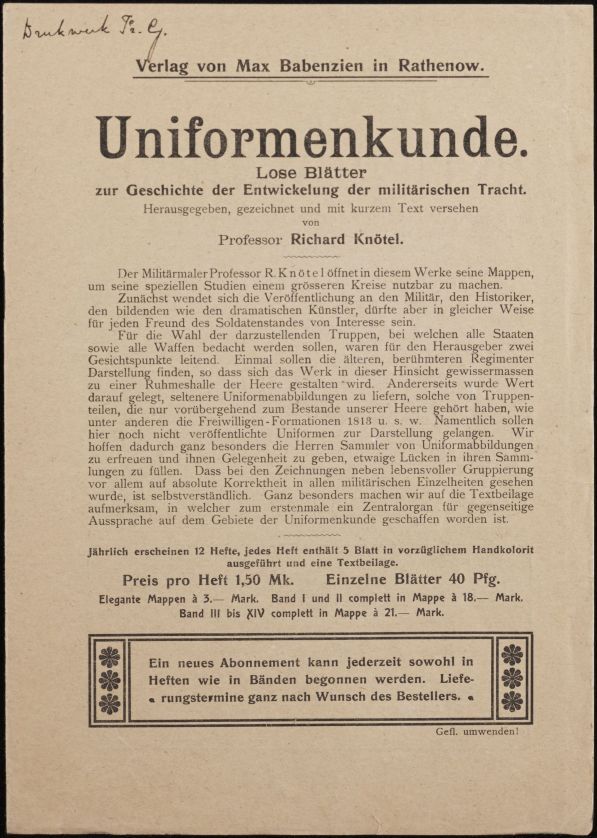 Druckwerk Fr. G.
Verlag von Max Babenzien in Rathenow.
Uniformenkunde.
Lose Blätter
zur Geschichte der Entwickelung der militärischen Tracht.
Herausgegeben, gezeichnet und mit kurzem Text versehen
von
Professor Richard Knötel.
Der Militärmaler Professor R. Knötel öffnet in diesem Werke seine Mappen,
um seine speziellen Studien einem grösseren Kreise nutzbar zu machen.
Zunächst wendet sich die Veröffentlichung an den Militär, den Historiker,
den bildenden wie den dramatischen Künstler, dürfte aber in gleicher Weise
für jeden Freund des Soldatenstandes von Interesse sein.
Für die Wahl der darzustellenden Truppen, bei welchen alle Staaten
sowie alle Waffen bedacht werden sollen, waren für den Herausgeber zwei
Gesichtspunkte leitend. Einmal sollen die älteren, berühmteren Regimenter
Darstellung finden, so dass sich das Werk in dieser Hinsicht gewissermassen
zu einer Ruhmeshalle der Heere gestalten wird. Andererseits wurde Wert
darauf gelegt, seltenere Uniformenabbildungen zu liefern, solche von Truppen-
teilen, die nur vorübergehend zum Bestande unserer Heere gehört haben, wie
unter anderen die Freiwilligen-Formationen 1813 u. s. w. Namentlich sollen
hier noch nicht veröffentlichte Uniformen zur Darstellung gelangen. Wir
hoffen dadurch ganz besonders die Herren Sammler von Uniformabbildungen
zu erfreuen und ihnen Gelegenheit zu geben, etwaige Lücken in ihren Samm-
lungen zu füllen. Dass bei den Zeichnungen neben lebensvoller Gruppierung
vor allem auf absolute Korrektheit in allen militärischen Einzelheiten gesehen
wurde, ist selbstverständlich. Ganz besonders machen wir auf die Textbeilage
aufmerksam, in welcher zum erstenmale ein Zentralorgan für gegenseitige
Aussprache auf dem Gebiete der Uniformenkunde geschaffen worden ist.
Jährlich erscheinen 12 Hefte, jedes Heft enthält 5 Blatt in vorzüglichem Handkolorit
ausgeführt und eine Textbeilage.
Preis pro Heft 1,50 Mk. Einzelne Blätter 40 Pfg.
Elegante Mappen à 3.— Mark. Band I und II complett in Mappe à 18.— Mark.
Band III bis XIV complett in Mappe à 21.— Mark.
Ein neues Abonnement kann jederzeit sowohl in
Heften wie in Bänden begonnen werden. Liefe-
rungstermine ganz nach Wunsch des Bestellers.
Gefl. umwenden!